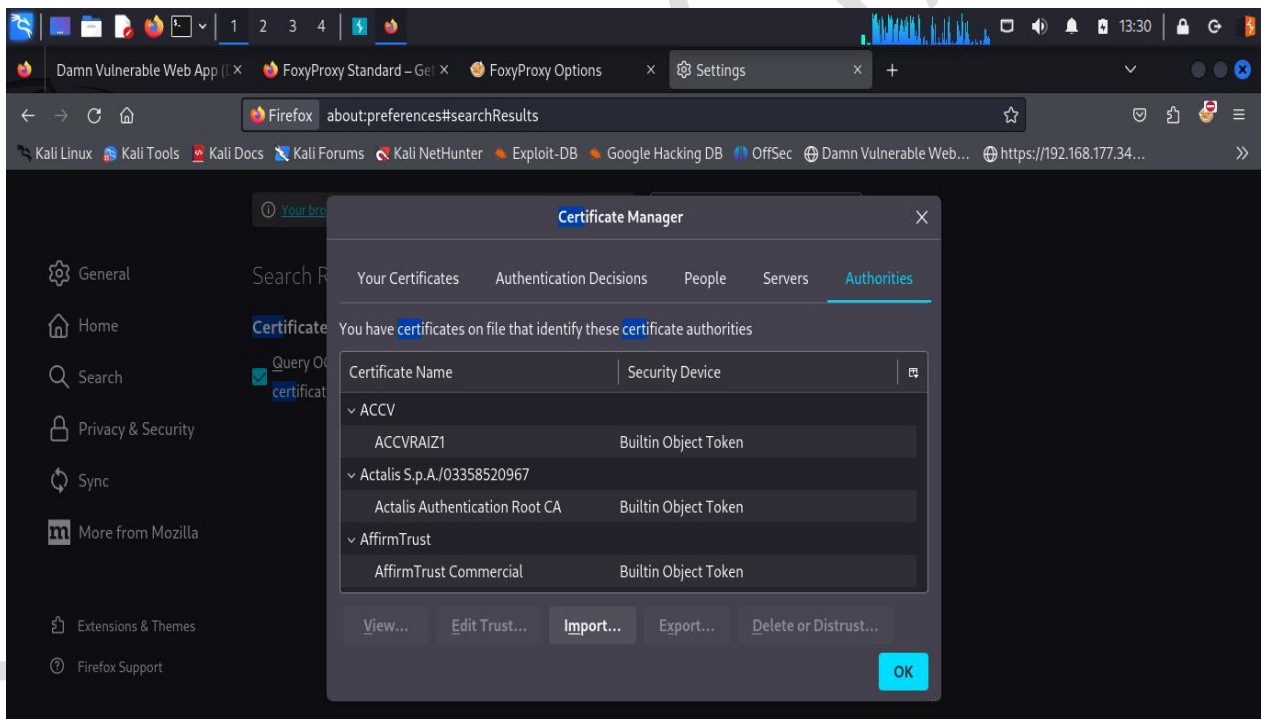 1 2 3 4 13:30
Damn Vulnerable Web App (D
FoxyProxy Standard – Get
FoxyProxy Options
Settings
Firefox about:preferences#searchResults
Kali Linux Kali Tools Kali Docs Kali Forums Kali NetHunter Exploit-DB Google Hacking DB OffSec Damn Vulnerable Web... https://192.168.177.34...
Your bro
Certificate Manager
General
Search R
Your Certificates Authentication Decisions People Servers Authorities
Home
Certificate
You have certificates on file that identify these certificate authorities
Search
Query OC
certificat
Certificate Name Security Device
ACCV
Privacy & Security
ACCVRAIZ1 Builtin Object Token
Sync
Actalis S.p.A./03358520967
Actalis Authentication Root CA Builtin Object Token
m More from Mozilla
AffirmTrust
AffirmTrust Commercial Builtin Object Token
Extensions & Themes
View... Edit Trust... Import... Export... Delete or Distrust...
Firefox Support
OK